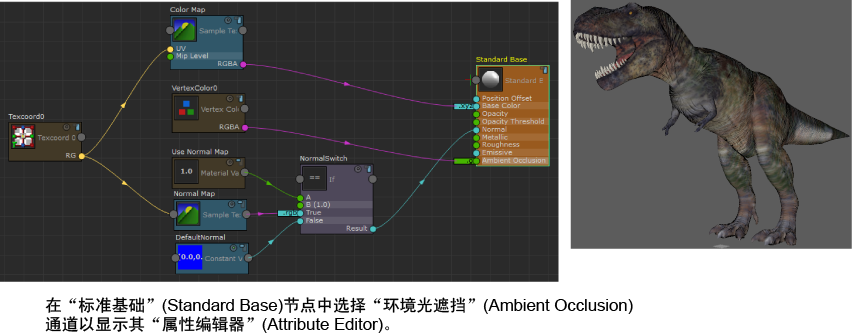 Color Map
Sample Te:
UV
Mip Level
RGBA
VertexColor0
Vertex Colo
RGBA
Texcoord0
Texcoord 0
RG
Use Normal Map
1.0
Material Va
Normal Map
Sample Te:
DefaultNormal
[0.0,0.
Constant V
NormalSwitch
==
If
A
B (1.0)
True
False
Result
Standard Base
Standard E
Position Offset
Base Color
Opacity
Opacity Threshold
Normal
Metallic
Roughness
Emissive
Ambient Occlusion
在“标准基础”(Standard Base)节点中选择“环境光遮挡”(Ambient Occlusion)
通道以显示其“属性编辑器”(Attribute Editor)。